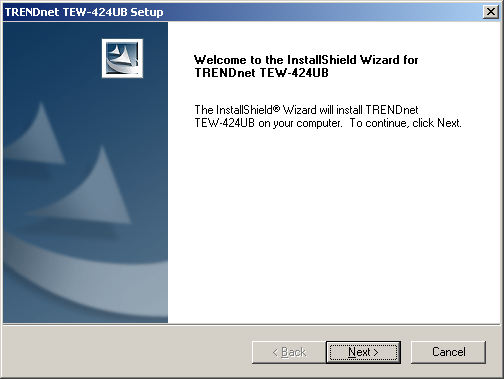 TRENDnet TEW-424UB Setup
Welcome to the InstallShield Wizard for
TRENDnet TEW-424UB
The InstallShield® Wizard will install TRENDnet
TEW-424UB on your computer.  To continue, click Next.
< Back
Next >
Cancel